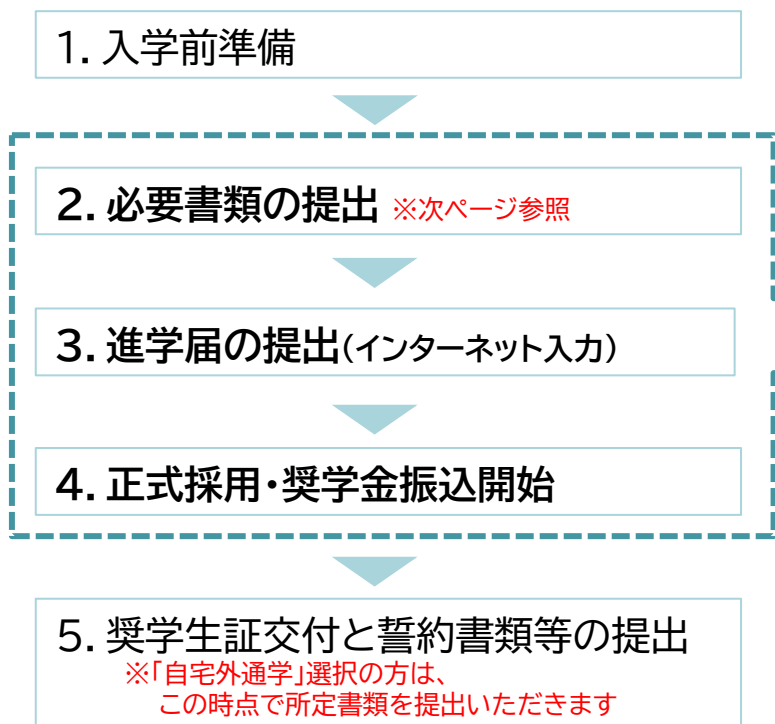 1. 入学前準備
2. 必要書類の提出 ※次ページ参照
3. 進学届の提出(インターネット入力)
4. 正式採用・奨学金振込開始
5. 奨学生証交付と誓約書類等の提出
※「自宅外通学」選択の方は、
この時点で所定書類を提出いただきます